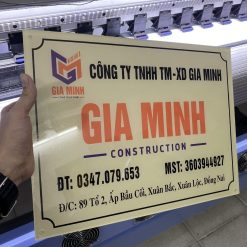 GIA MINH
CÔNG TY TNHH TM-XD GIA MINH
GIA MINH
CONSTRUCTION
ĐT: 0347.079.653
MST: 3603944927
Đ/C: 89 Tổ 2, Ấp Bầu Cối, Xuân Bắc, Xuân Lộc, Đồng Nai